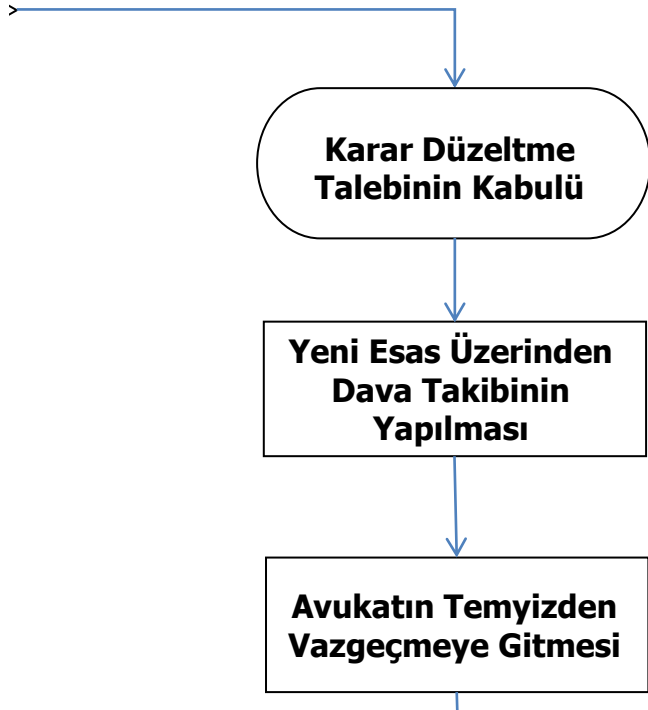 Karar Düzeltme
Talebinin Kabulü
Yeni Esas Üzerinden
Dava Takibinin
Yapılması
Avukatın Temyizden
Vazgeçmeye Gitmesi